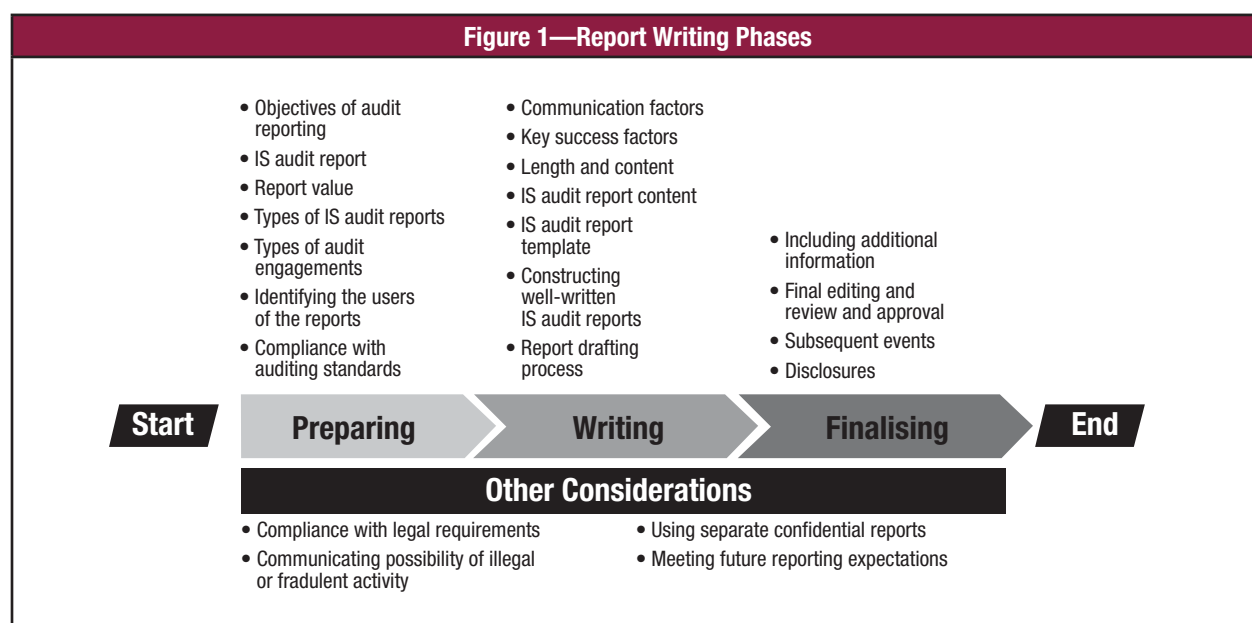 Figure 1—Report Writing Phases
• Objectives of audit
reporting
• IS audit report
• Report value
• Types of IS audit reports
• Types of audit
engagements
• Identifying the users
of the reports
• Compliance with
auditing standards
• Communication factors
• Key success factors
• Length and content
• IS audit report content
• IS audit report
template
• Constructing
well-written
IS audit reports
• Report drafting
process
• Including additional
information
• Final editing and
review and approval
• Subsequent events
• Disclosures
Start
Preparing
Writing
Finalising
End
Other Considerations
• Compliance with legal requirements
• Communicating possibility of illegal
or fraudulent activity
• Using separate confidential reports
• Meeting future reporting expectations